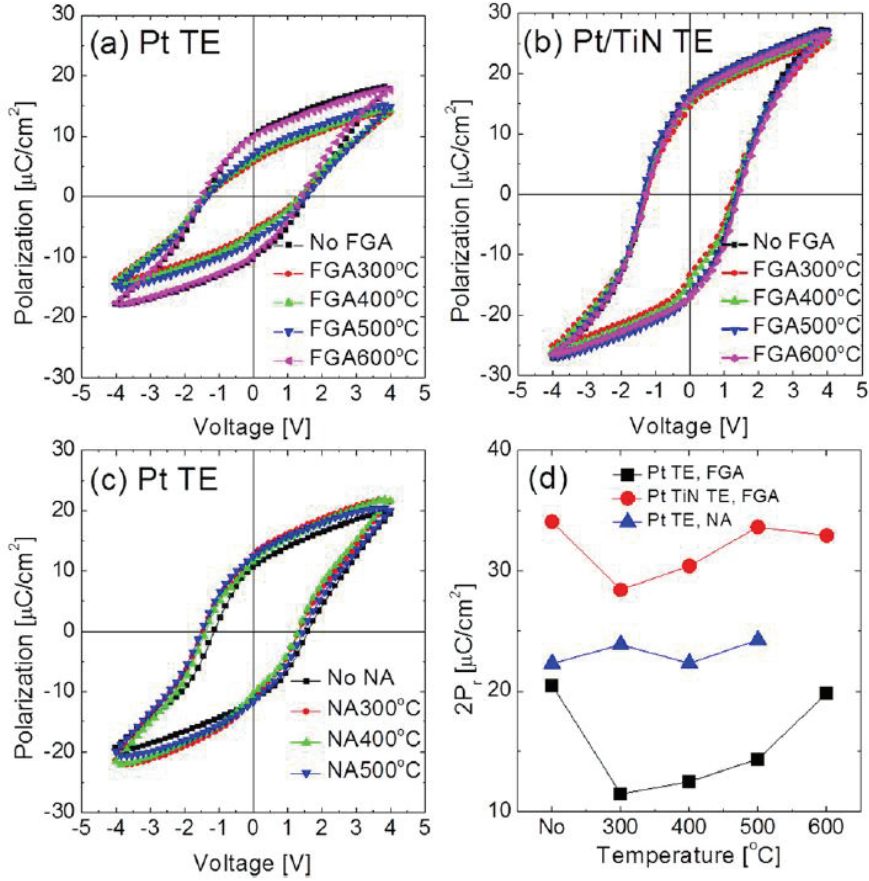 (a) Pt TE
Polarization [μC/cm²]
30
20
10
0
-10
-20
-30
No FGA
FGA300°C
FGA400°C
FGA500°C
FGA600°C
-5 -4 -3 -2 -1 0 1 2 3 4 5
Voltage [V]
(b) Pt/TiN TE
Polarization [μC/cm²]
30
20
10
0
-10
-20
-30
No FGA
FGA300°C
FGA400°C
FGA500°C
FGA600°C
-5 -4 -3 -2 -1 0 1 2 3 4 5
Voltage [V]
(c) Pt TE
Polarization [μC/cm²]
30
20
10
0
-10
-20
-30
No NA
NA300°C
NA400°C
NA500°C
-5 -4 -3 -2 -1 0 1 2 3 4 5
Voltage [V]
(d)
2Pr [μC/cm²]
40
30
20
10
Pt TE, FGA
Pt TiN TE, FGA
Pt TE, NA
No 300 400 500 600
Temperature [°C]